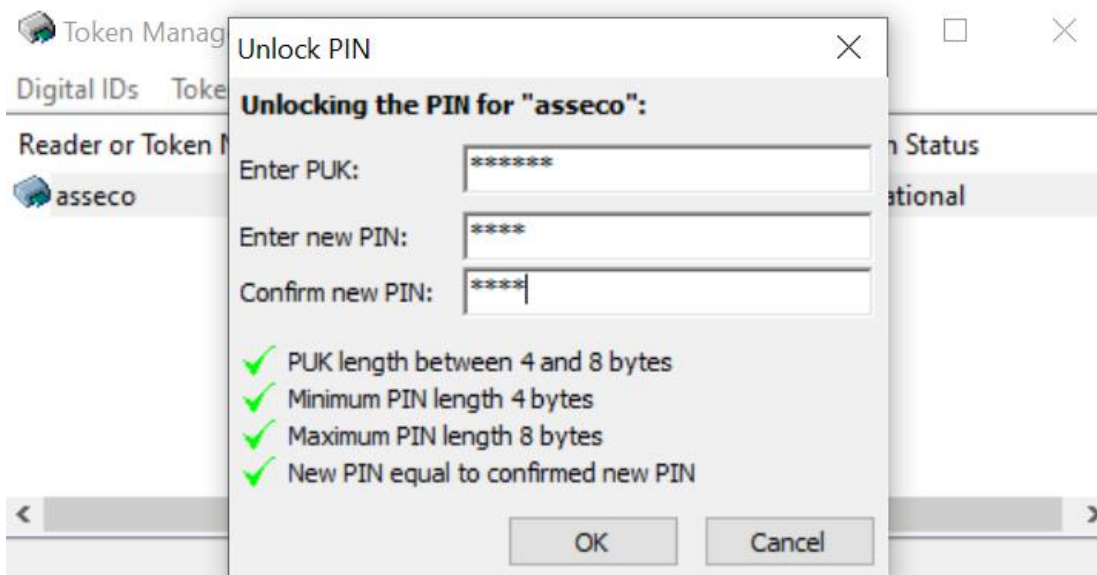 Token Manag
Unlock PIN
Digital IDs Toke
Unlocking the PIN for "asseco":
Reader or Token
Status
Enter PUK: ******
asseco
ational
Enter new PIN: ****
Confirm new PIN: ****
PUK length between 4 and 8 bytes
Minimum PIN length 4 bytes
Maximum PIN length 8 bytes
New PIN equal to confirmed new PIN
OK Cancel